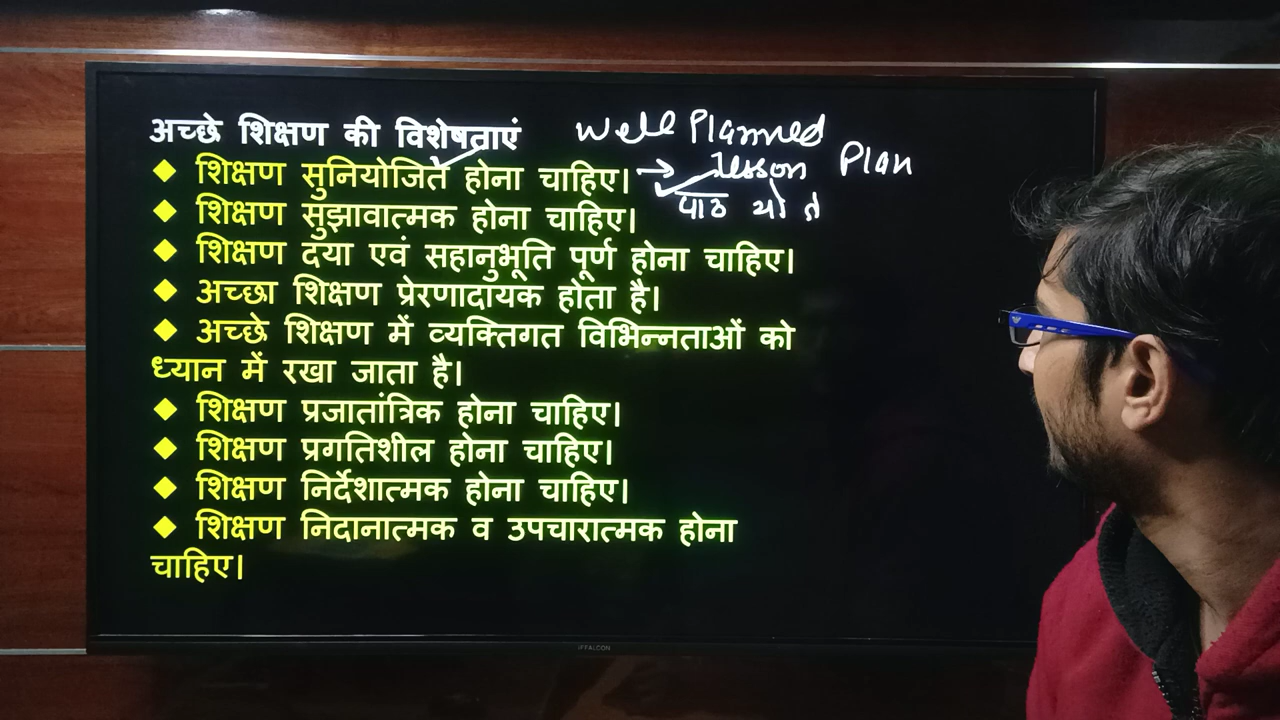 अच्छे शिक्षण की विशेषताएं well Planned
◆ शिक्षण सुनियोजित होना चाहिए। → lesson Plan
पाठ यो
◆ शिक्षण सुझावात्मक होना चाहिए।
◆ शिक्षण दया एवं सहानुभूति पूर्ण होना चाहिए।
◆ अच्छा शिक्षण प्रेरणादायक होता है।
◆ अच्छे शिक्षण में व्यक्तिगत विभिन्नताओं को
ध्यान में रखा जाता है।
◆ शिक्षण प्रजातांत्रिक होना चाहिए।
◆ शिक्षण प्रगतिशील होना चाहिए।
◆ शिक्षण निर्देशात्मक होना चाहिए।
◆ शिक्षण निदानात्मक व उपचारात्मक होना
चाहिए।
iFFALCON